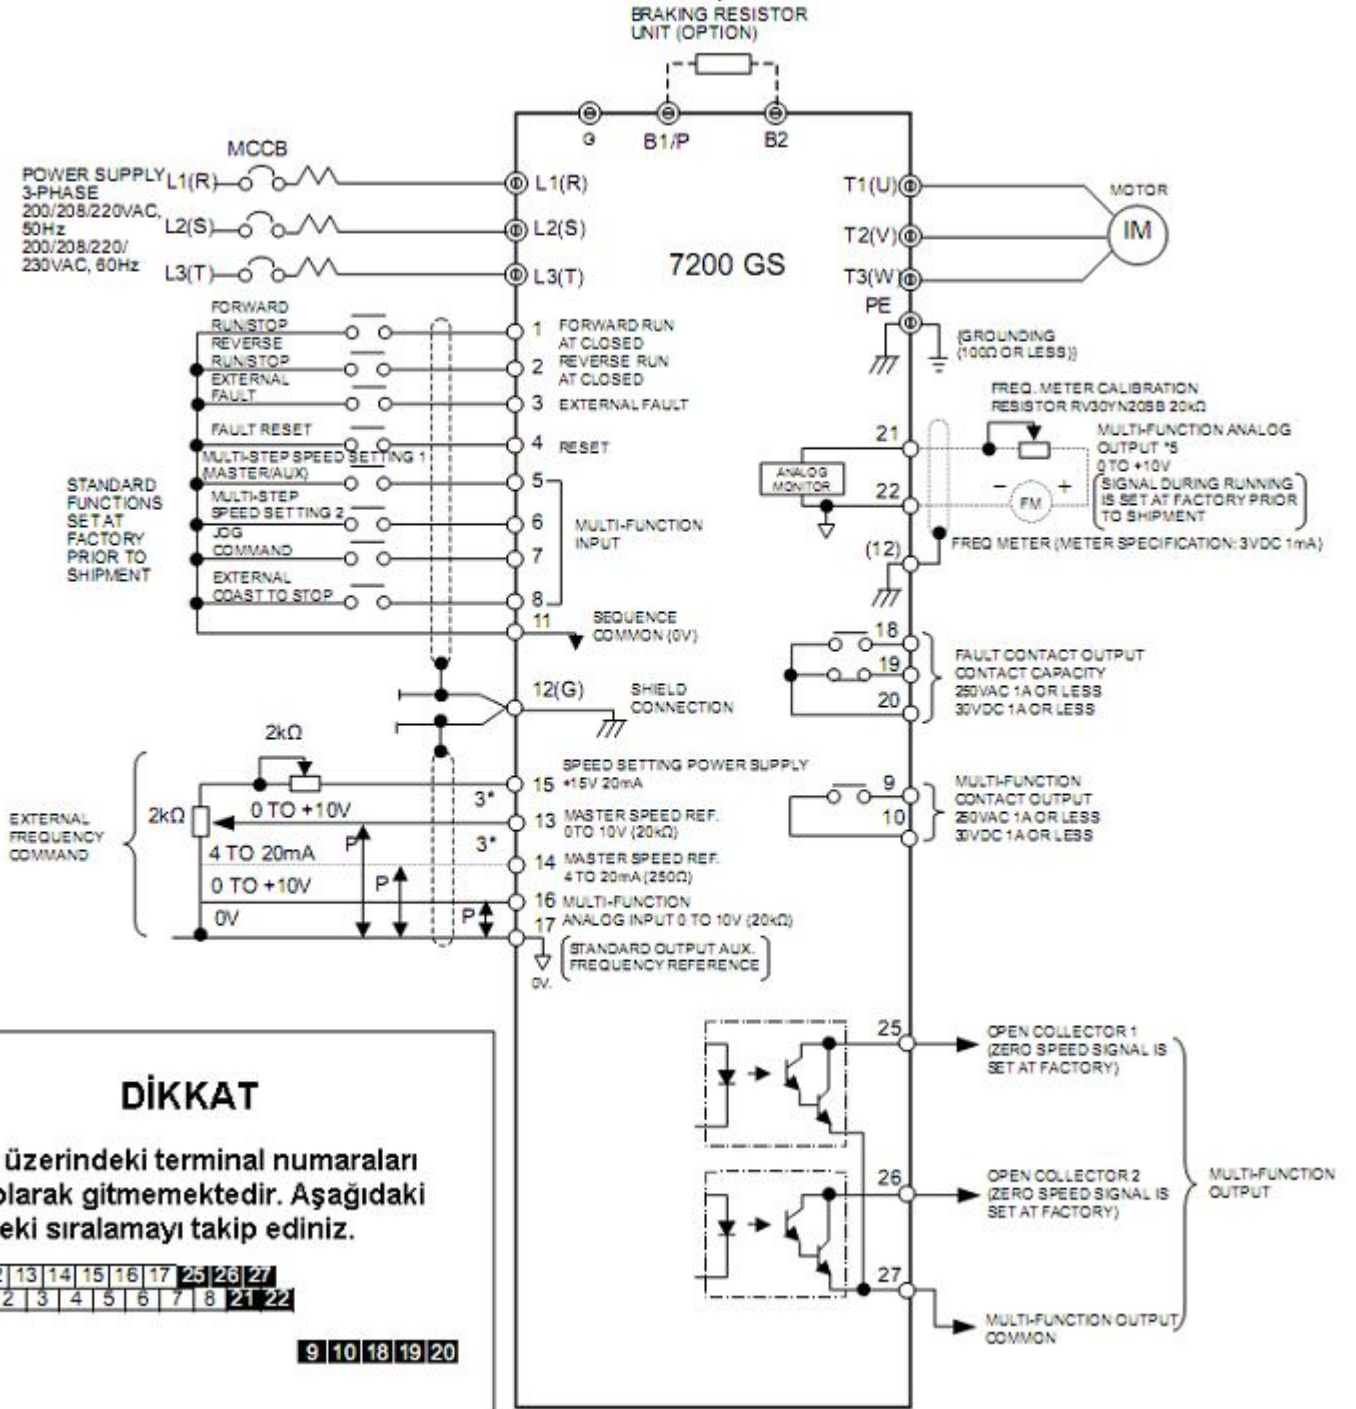 BRAKING RESISTOR
UNIT (OPTION)
B1/P
B2
MCCB
POWER SUPPLY
3-PHASE
200/208/220VAC,
50Hz
200/208/220/
230VAC, 60Hz
L1(R)
L2(S)
L3(T)
L1(R)
L2(S)
L3(T)
7200 GS
T1(U)
T2(V)
T3(W)
PE
MOTOR
IM
(GROUNDING
(100Ω OR LESS))
FORWARD
RUN/STOP
REVERSE
RUN/STOP
EXTERNAL
FAULT
FAULT RESET
MULTI-STEP SPEED SETTING 1
(MASTER/AUX)
MULTI-STEP
SPEED SETTING 2
JOG
COMMAND
EXTERNAL
COAST TO STOP
STANDARD
FUNCTIONS
SET AT
FACTORY
PRIOR TO
SHIPMENT
1 FORWARD RUN
AT CLOSED
2 REVERSE RUN
AT CLOSED
3 EXTERNAL FAULT
4 RESET
5
6
7
8
MULTI-FUNCTION
INPUT
11 SEQUENCE
COMMON (0V)
12(G) SHIELD
CONNECTION
FREQ. METER CALIBRATION
RESISTOR RV30YN20SB 20kΩ
21
22
(12)
ANALOG
MONITOR
MULTI-FUNCTION ANALOG
OUTPUT *5
0 TO +10V
(SIGNAL DURING RUNNING
IS SET AT FACTORY PRIOR
TO SHIPMENT)
− FM +
FREQ METER (METER SPECIFICATION: 3VDC 1mA)
18
19
20
FAULT CONTACT OUTPUT
CONTACT CAPACITY
250VAC 1A OR LESS
30VDC 1A OR LESS
9
10
MULTI-FUNCTION
CONTACT OUTPUT
250VAC 1A OR LESS
30VDC 1A OR LESS
EXTERNAL
FREQUENCY
COMMAND
2kΩ
2kΩ
0 TO +10V
4 TO 20mA
0 TO +10V
0V
P
P
P
3*
3*
15 SPEED SETTING POWER SUPPLY
+15V 20mA
13 MASTER SPEED REF.
0TO 10V (20kΩ)
14 MASTER SPEED REF.
4 TO 20mA (250Ω)
16 MULTI-FUNCTION
17 ANALOG INPUT 0 TO 10V (20kΩ)
(STANDARD OUTPUT AUX.
FREQUENCY REFERENCE)
0V.
25
OPEN COLLECTOR 1
(ZERO SPEED SIGNAL IS
SET AT FACTORY)
26
OPEN COLLECTOR 2
(ZERO SPEED SIGNAL IS
SET AT FACTORY)
27
MULTI-FUNCTION
OUTPUT
MULTI-FUNCTION OUTPUT
COMMON
DİKKAT
üzerindeki terminal numaraları
olarak gitmemektedir. Aşağıdaki
sıralamayı takip ediniz.
13 14 15 16 17 25 26 27
2 3 4 5 6 7 8 21 22
9 10 18 19 20